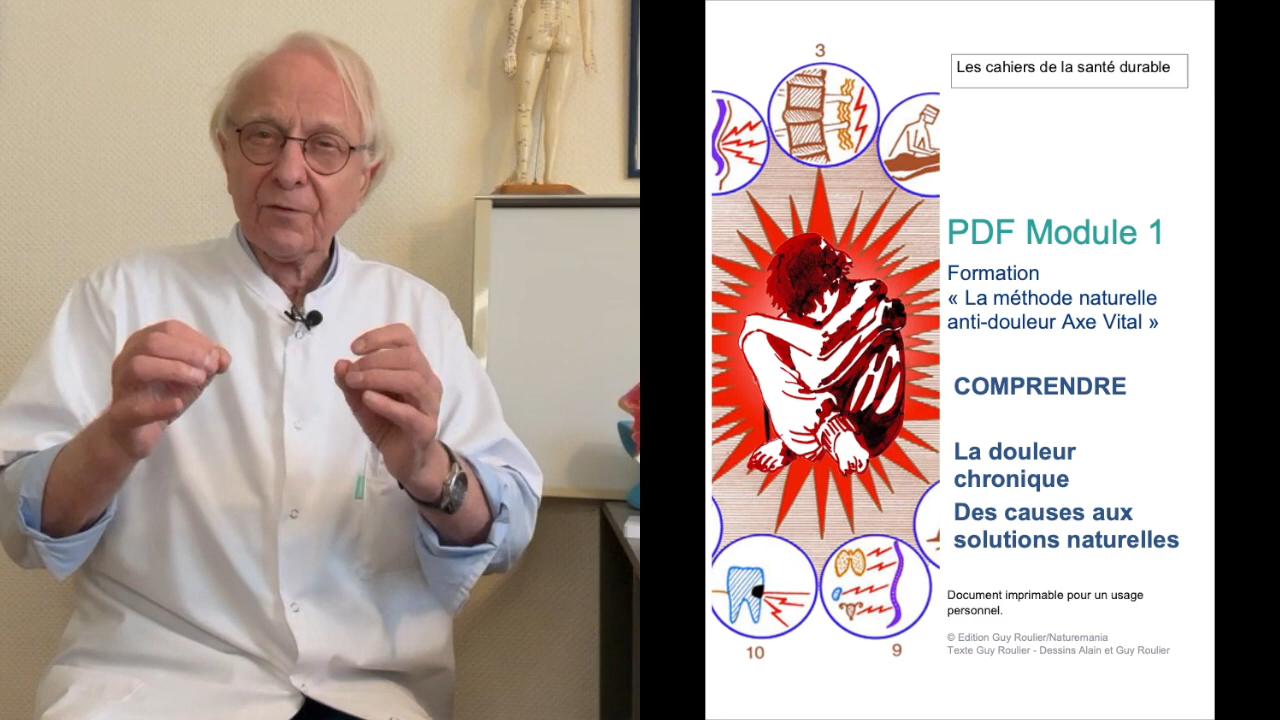 3
Les cahiers de la santé durable
PDF Module 1
Formation
« La méthode naturelle
anti-douleur Axe Vital »
COMPRENDRE
La douleur
chronique
Des causes aux
solutions naturelles
Document imprimable pour un usage
personnel.
© Edition Guy Roulier/Naturemania
Texte Guy Roulier - Dessins Alain et Guy Roulier
10
9